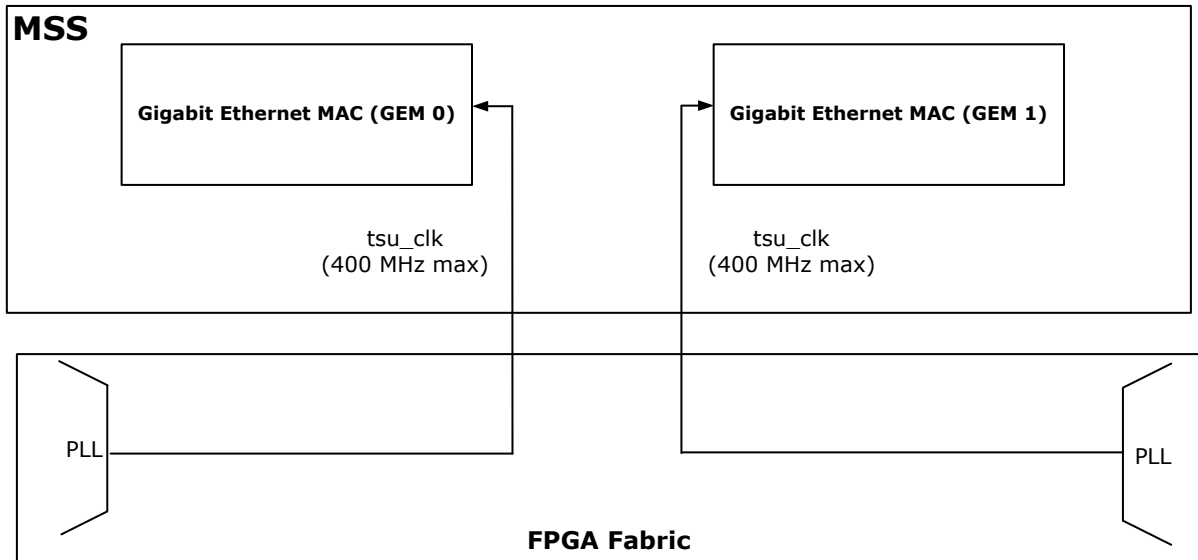 MSS
Gigabit Ethernet MAC (GEM 0)
Gigabit Ethernet MAC (GEM 1)
tsu_clk
(400 MHz max)
tsu_clk
(400 MHz max)
PLL
PLL
FPGA Fabric